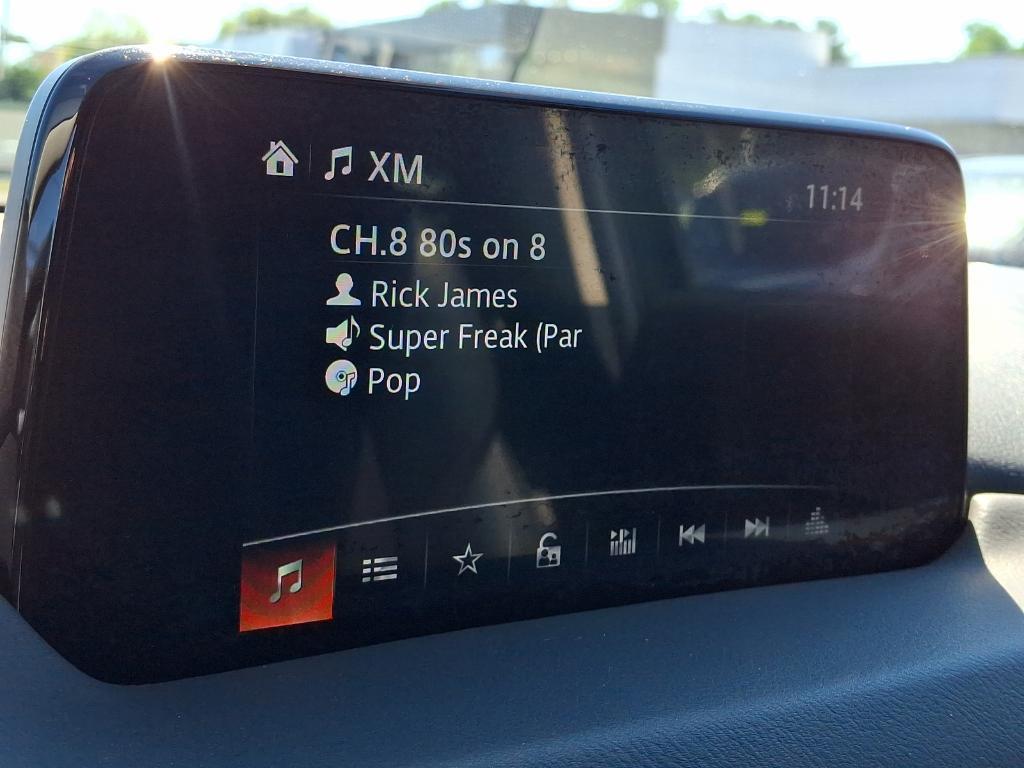 XM
11:14
CH.8 80s on 8
Rick James
Super Freak (Par
Pop